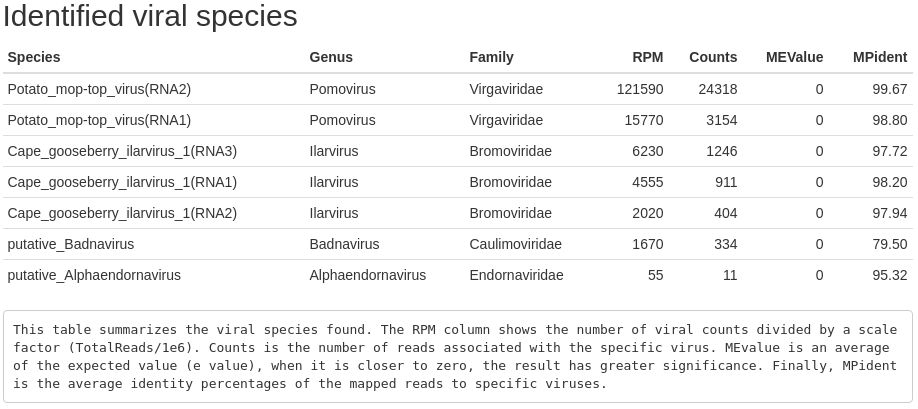 Identified viral species
Species Genus Family RPM Counts MEValue MPident
Potato_mop-top_virus(RNA2) Pomovirus Virgaviridae 121590 24318 0 99.67
Potato_mop-top_virus(RNA1) Pomovirus Virgaviridae 15770 3154 0 98.80
Cape_gooseberry_ilarvirus_1(RNA3) Ilarvirus Bromoviridae 6230 1246 0 97.72
Cape_gooseberry_ilarvirus_1(RNA1) Ilarvirus Bromoviridae 4555 911 0 98.20
Cape_gooseberry_ilarvirus_1(RNA2) Ilarvirus Bromoviridae 2020 404 0 97.94
putative_Badnavirus Badnavirus Caulimoviridae 1670 334 0 79.50
putative_Alphaendornavirus Alphaendornavirus Endornaviridae 55 11 0 95.32
This table summarizes the viral species found. The RPM column shows the number of viral counts divided by a scale
factor (TotalReads/1e6). Counts is the number of reads associated with the specific virus. MEvalue is an average
of the expected value (e value), when it is closer to zero, the result has greater significance. Finally, MPident
is the average identity percentages of the mapped reads to specific viruses.